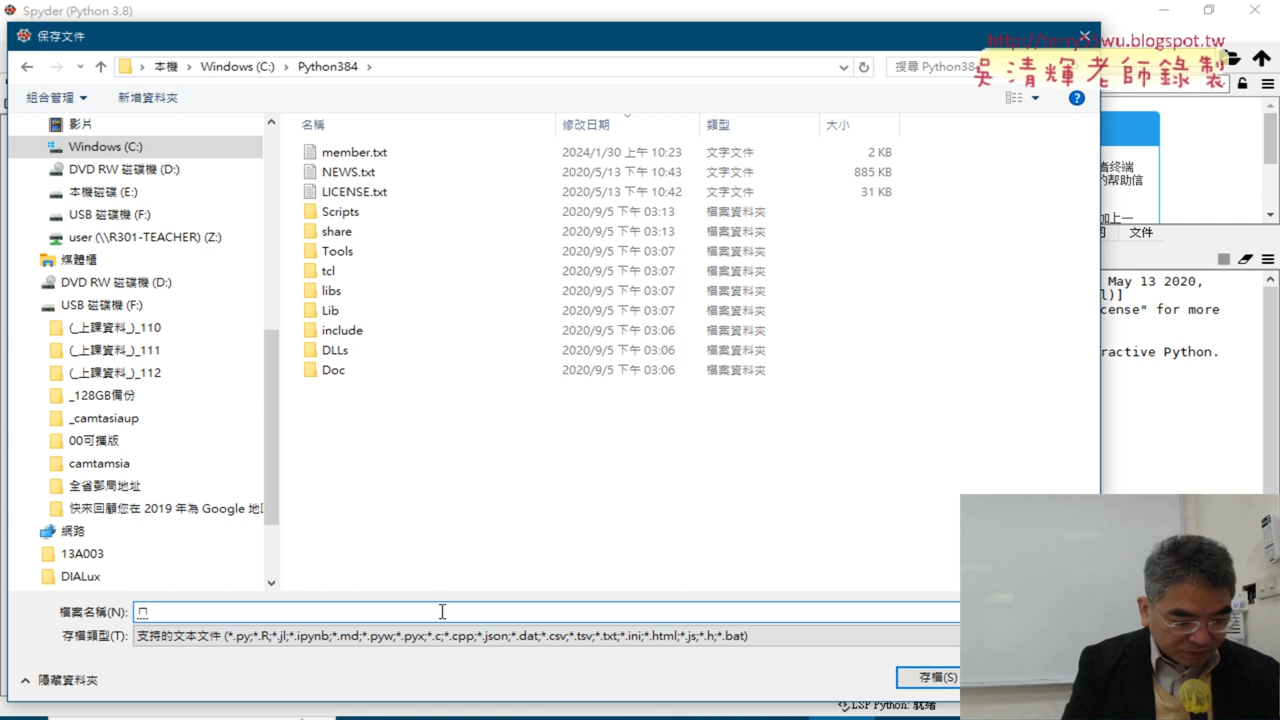 Spyder (Python 3.8)
保存文件
http://terry55wu.blogspot.tw
吳清輝老師錄製
本機 › Windows (C:) › Python384 ›
搜尋 Python38
組合管理
新增資料夾
名稱 修改日期 類型 大小
影片
Windows (C:)
DVD RW 磁碟機 (D:)
本機磁碟 (E:)
USB 磁碟機 (F:)
user (\\R301-TEACHER) (Z:)
媒體櫃
DVD RW 磁碟機 (D:)
USB 磁碟機 (F:)
(_上課資料_)_110
(_上課資料_)_111
(_上課資料_)_112
_128GB備份
_camtasiaup
00可攜版
camtamsia
全省郵局地址
快來回顧您在 2019 年為 Google 地
網路
13A003
DIALux
member.txt 2024/1/30 上午 10:23 文字文件 2 KB
NEWS.txt 2020/5/13 下午 10:43 文字文件 885 KB
LICENSE.txt 2020/5/13 下午 10:42 文字文件 31 KB
Scripts 2020/9/5 下午 03:13 檔案資料夾
share 2020/9/5 下午 03:13 檔案資料夾
Tools 2020/9/5 下午 03:07 檔案資料夾
tcl 2020/9/5 下午 03:07 檔案資料夾
libs 2020/9/5 下午 03:07 檔案資料夾
Lib 2020/9/5 下午 03:07 檔案資料夾
include 2020/9/5 下午 03:06 檔案資料夾
DLLs 2020/9/5 下午 03:06 檔案資料夾
Doc 2020/9/5 下午 03:06 檔案資料夾
者终端
的帮助信
加上一
文件
May 13 2020,
l)]
cense" for more
ractive Python.
檔案名稱(N): ㄇ
存檔類型(T): 支持的文本文件 (*.py;*.R;*.jl;*.ipynb;*.md;*.pyw;*.pyx;*.c;*.cpp;*.json;*.dat;*.csv;*.tsv;*.txt;*.ini;*.html;*.js;*.h;*.bat)
隱藏資料夾
存檔(S)
LSP Python: 就绪